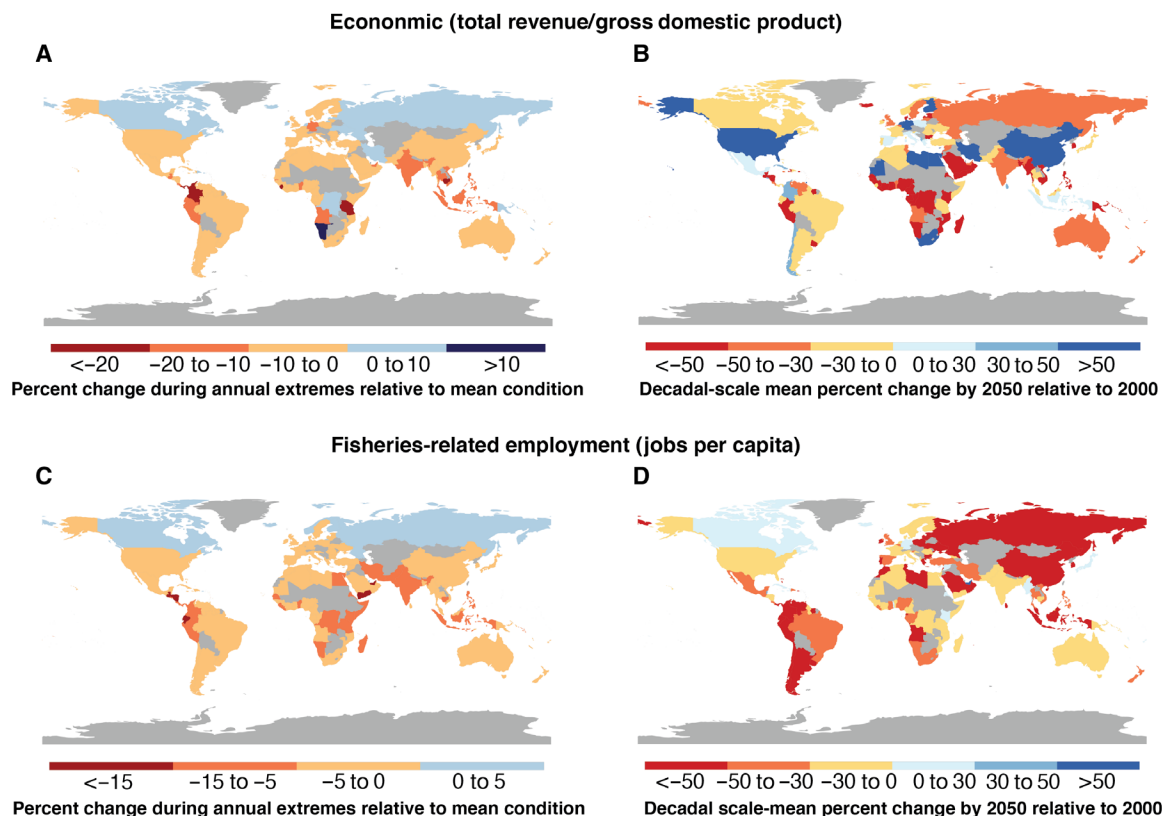 Econonmic (total revenue/gross domestic product)
A
B
<−20 −20 to −10 −10 to 0 0 to 10 >10
Percent change during annual extremes relative to mean condition
<−50 −50 to −30 −30 to 0 0 to 30 30 to 50 >50
Decadal-scale mean percent change by 2050 relative to 2000
Fisheries-related employment (jobs per capita)
C
D
<−15 −15 to −5 −5 to 0 0 to 5
Percent change during annual extremes relative to mean condition
<−50 −50 to −30 −30 to 0 0 to 30 30 to 50 >50
Decadal scale-mean percent change by 2050 relative to 2000